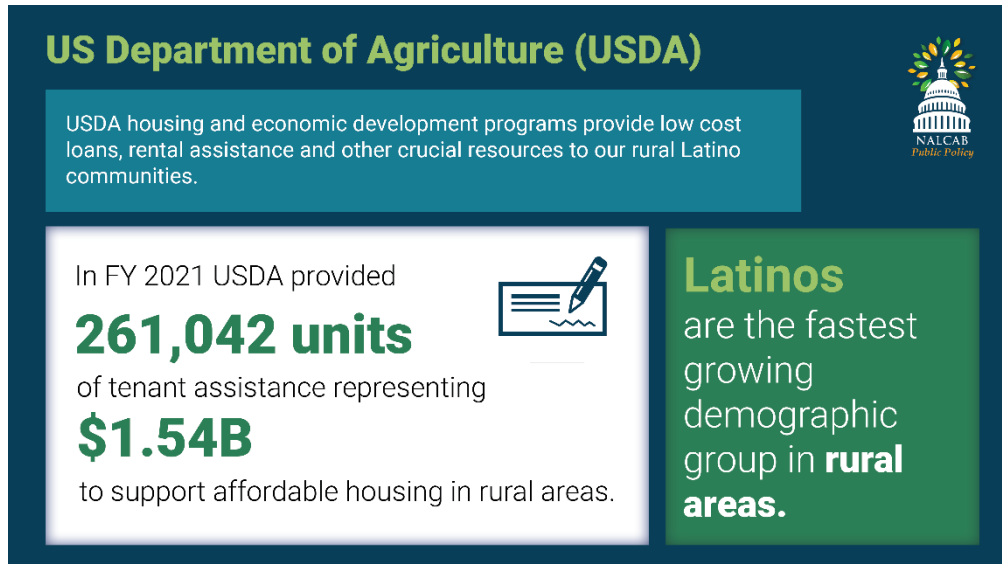 US Department of Agriculture (USDA)
USDA housing and economic development programs provide low cost
loans, rental assistance and other crucial resources to our rural Latino
communities.
NALCAB
Public Policy
In FY 2021 USDA provided
261,042 units
of tenant assistance representing
$1.54B
to support affordable housing in rural areas.
Latinos
are the fastest
growing
demographic
group in rural
areas.